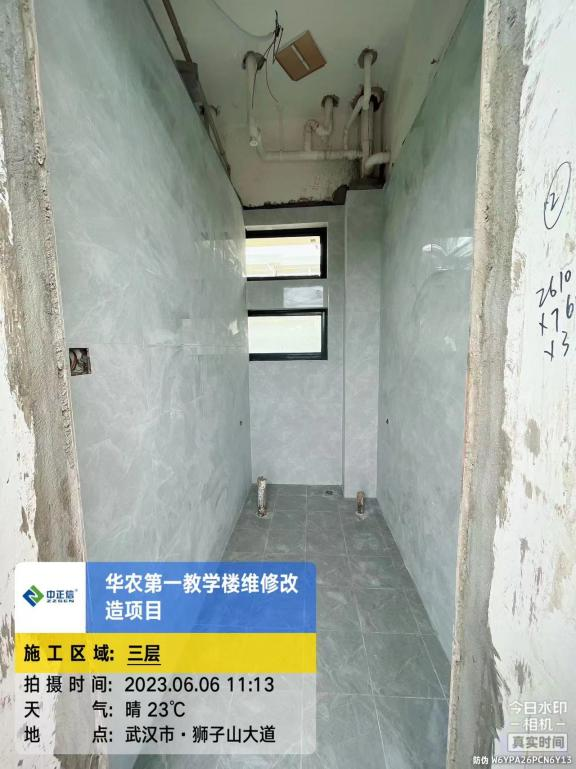 2
2610
X76
X3
中正信
ZZSEN
华农第一教学楼维修改
造项目
施工区域: 三层
拍摄时间: 2023.06.06 11:13
天 气: 晴 23℃
地 点: 武汉市·狮子山大道
今日水印
相机
真实时间
防伪 W6YPA26PCN6Y13